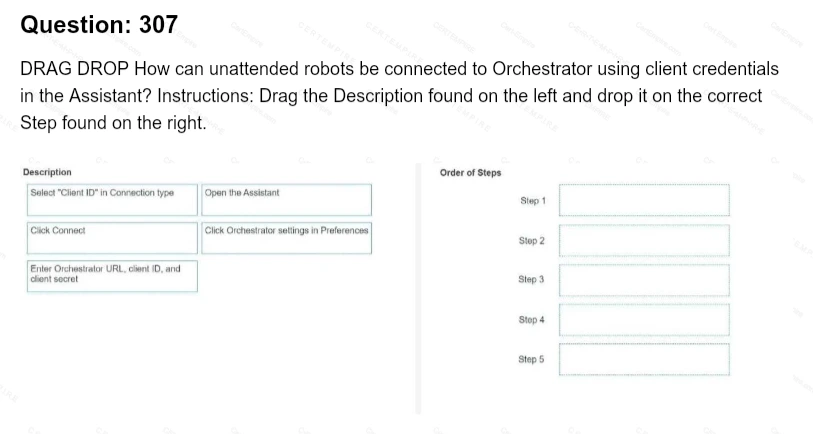 Question: 307
DRAG DROP How can unattended robots be connected to Orchestrator using client credentials
in the Assistant? Instructions: Drag the Description found on the left and drop it on the correct
Step found on the right.
Description
Select "Client ID" in Connection type
Open the Assistant
Click Connect
Click Orchestrator settings in Preferences
Enter Orchestrator URL, client ID, and
client secret
Order of Steps
Step 1
Step 2
Step 3
Step 4
Step 5